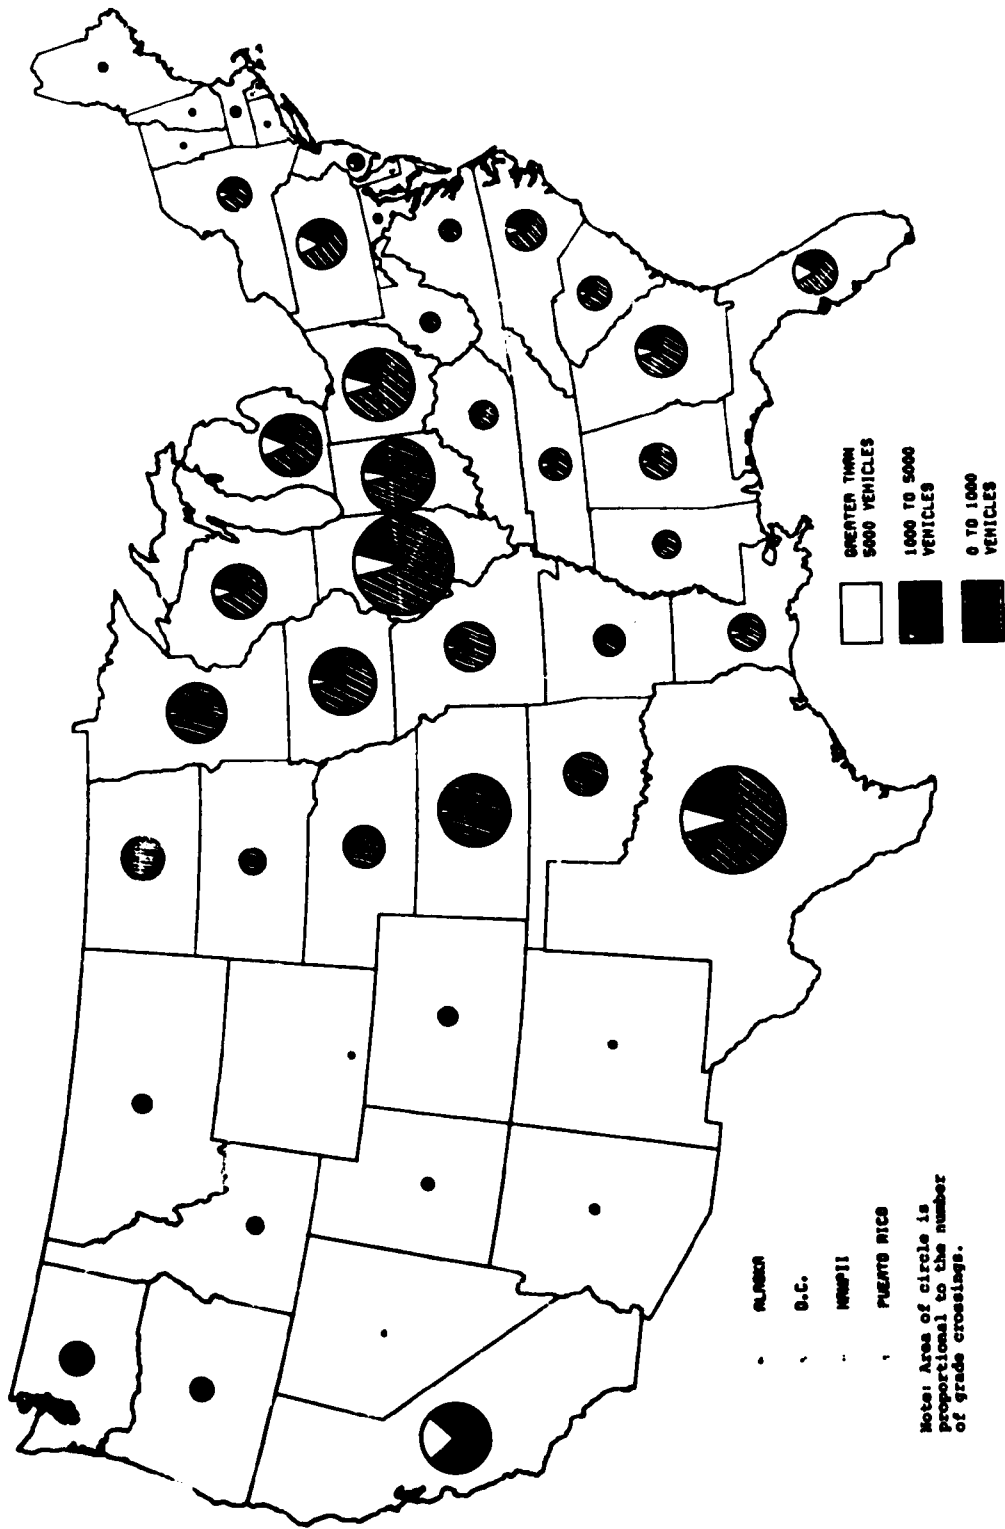 GREATER THAN
5000 VEHICLES
1000 TO 5000
VEHICLES
0 TO 1000
VEHICLES
ALASKA
D.C.
HAWAII
PUERTO RICO
Note: Area of circle is
proportional to the number
of grade crossings.